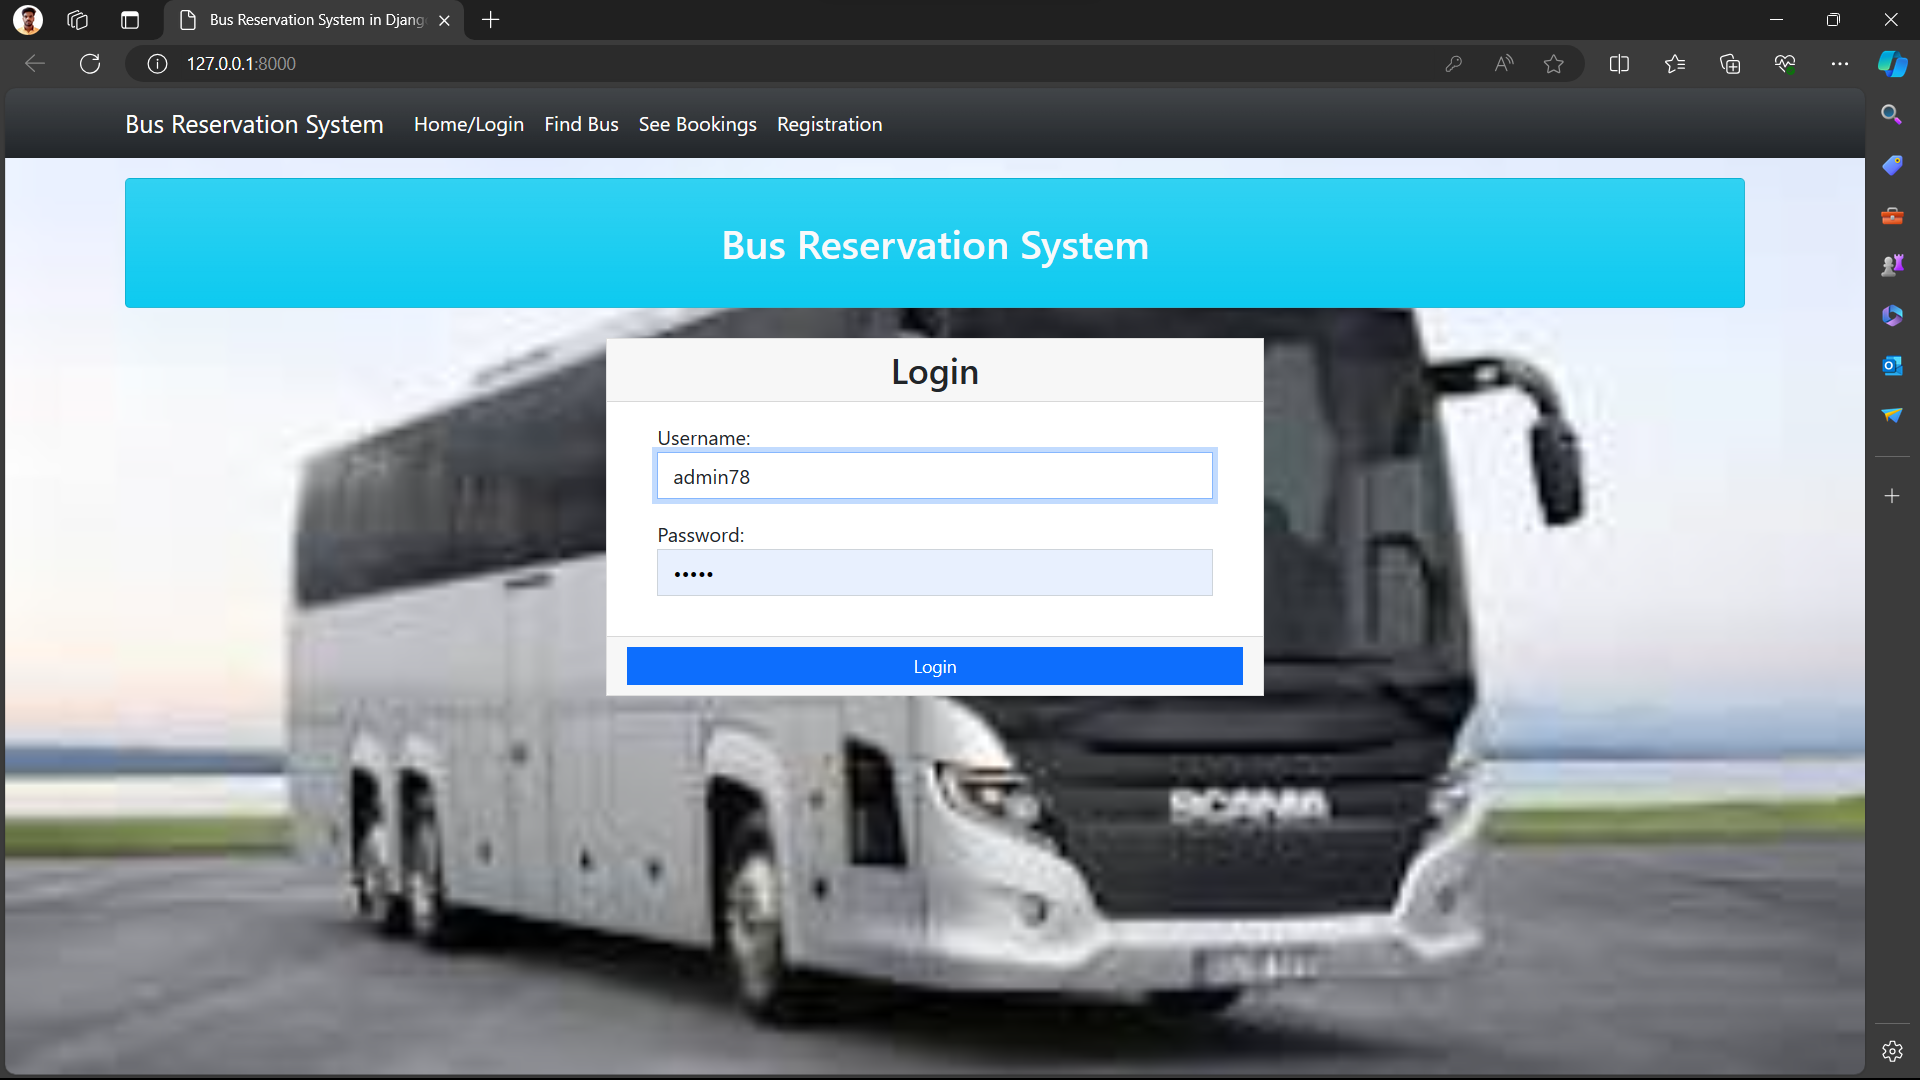 Bus Reservation System in Djang
127.0.0.1:8000
Bus Reservation System Home/Login Find Bus See Bookings Registration
Bus Reservation System
Login
Username:
admin78
Password:
•••••
Login
SCANIA